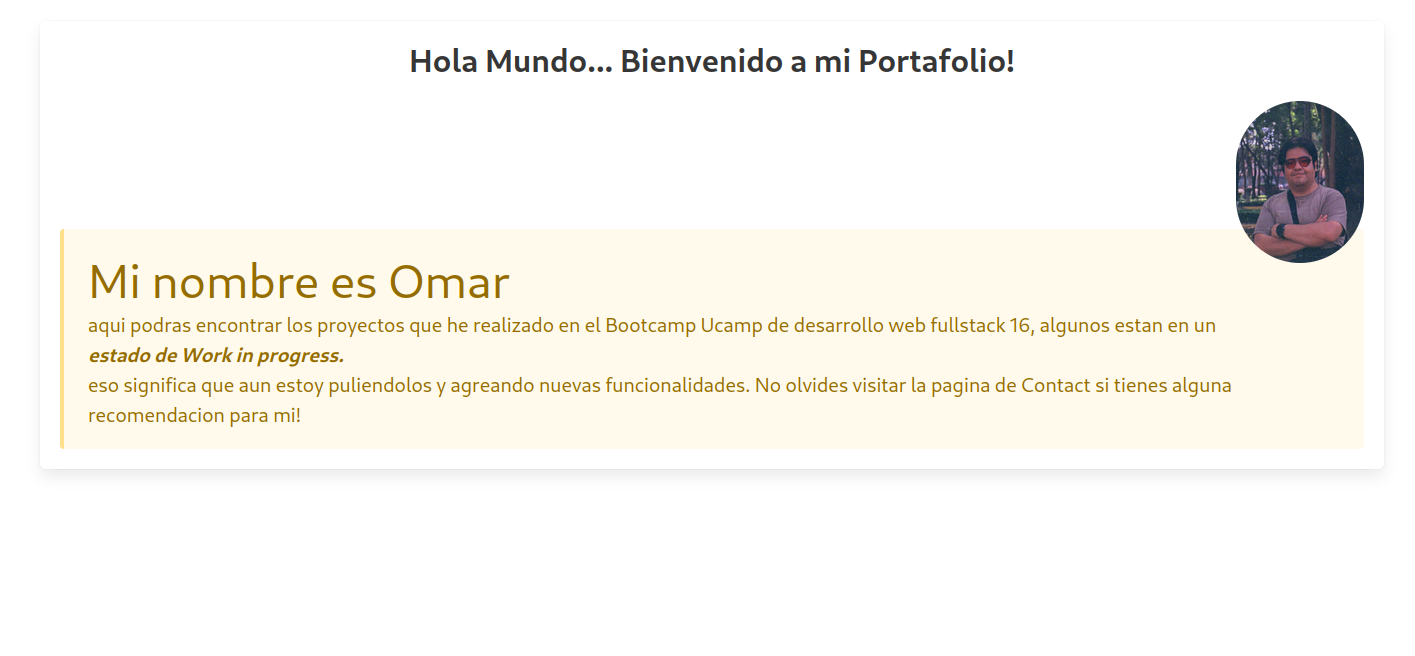 Hola Mundo... Bienvenido a mi Portafolio!
Mi nombre es Omar
aqui podras encontrar los proyectos que he realizado en el Bootcamp Ucamp de desarrollo web fullstack 16, algunos estan en un
estado de Work in progress.
eso significa que aun estoy puliendolos y agreando nuevas funcionalidades. No olvides visitar la pagina de Contact si tienes alguna
recomendacion para mi!